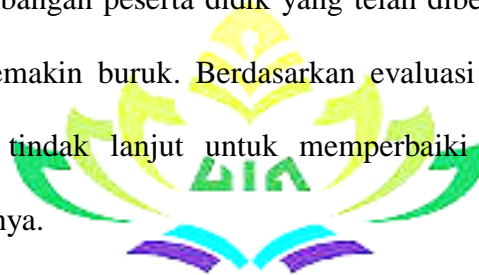 bangan peserta didik yang telah dibe
emakin buruk. Berdasarkan evaluasi
tindak lanjut untuk memperbaiki
nya.